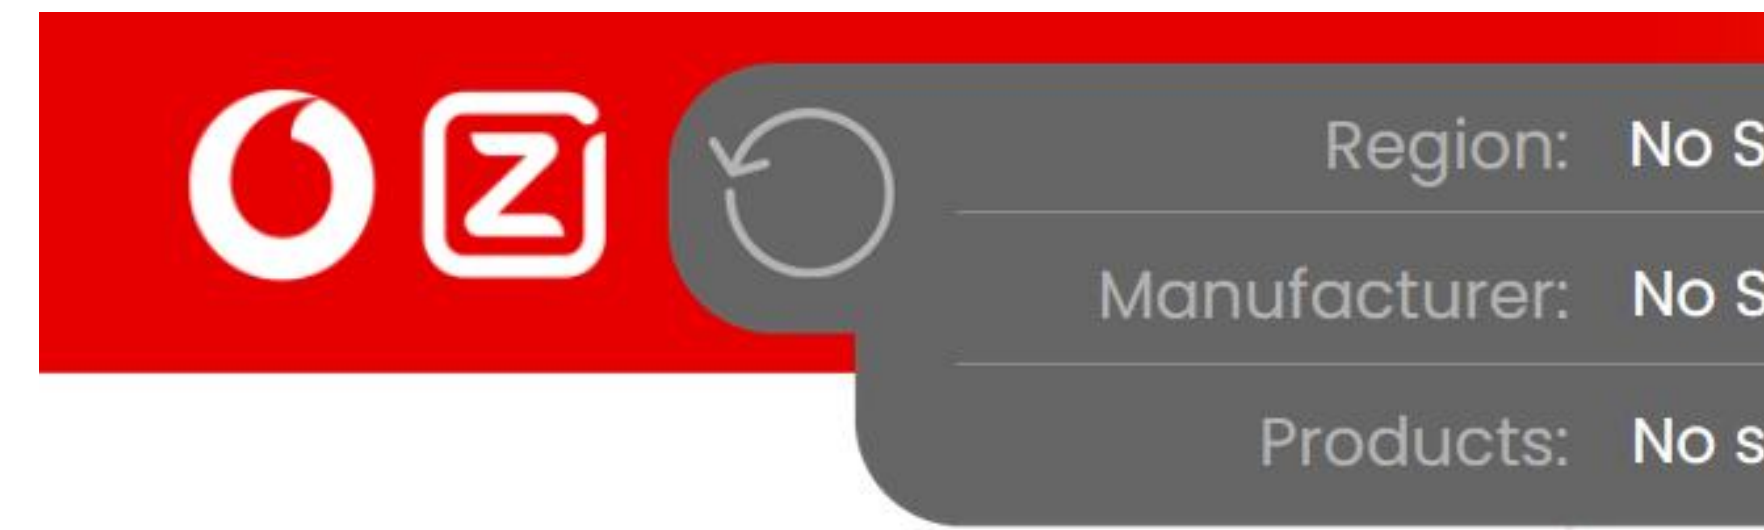 Z
Region: No S
Manufacturer: No S
Products: No s